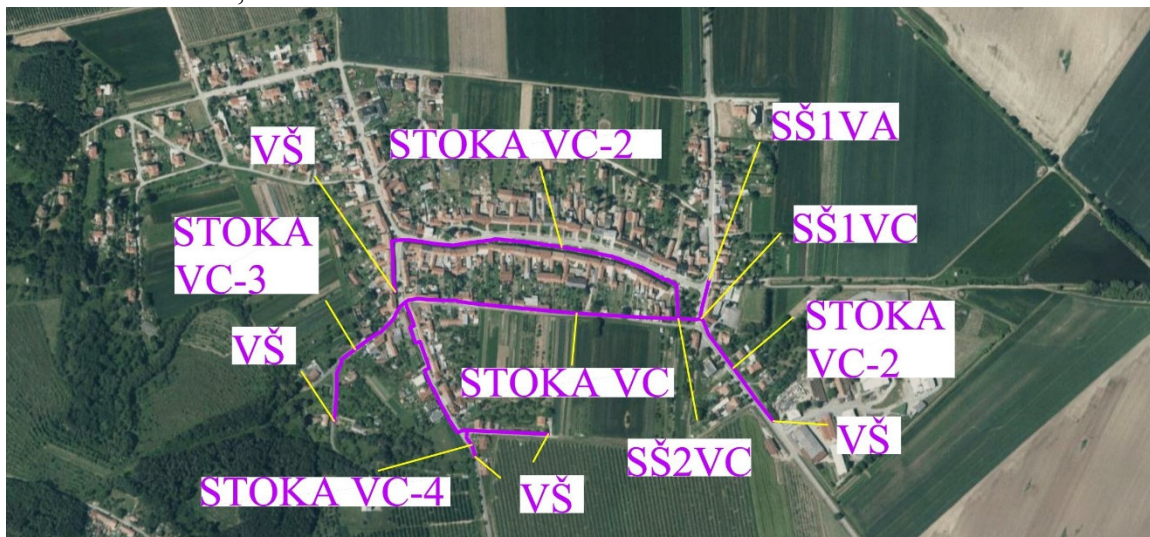 SŠ1VA
VŠ
STOKA VC-2
STOKA
VC-3
SŠ1VC
STOKA
VC-2
VŠ
STOKA VC
VŠ
SŠ2VC
STOKA VC-4
VŠ